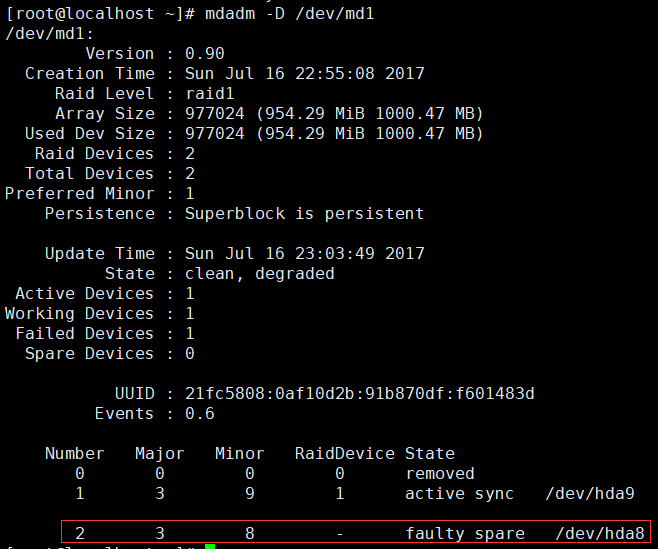 [root@localhost ~]# mdadm -D /dev/md1
/dev/md1:
Version : 0.90
Creation Time : Sun Jul 16 22:55:08 2017
Raid Level : raid1
Array Size : 977024 (954.29 MiB 1000.47 MB)
Used Dev Size : 977024 (954.29 MiB 1000.47 MB)
Raid Devices : 2
Total Devices : 2
Preferred Minor : 1
Persistence : Superblock is persistent
Update Time : Sun Jul 16 23:03:49 2017
State : clean, degraded
Active Devices : 1
Working Devices : 1
Failed Devices : 1
Spare Devices : 0
UUID : 21fc5808:0af10d2b:91b870df:f601483d
Events : 0.6
Number Major Minor RaidDevice State
0 0 0 0 removed
1 3 9 1 active sync /dev/hda9
2 3 8 - faulty spare /dev/hda8